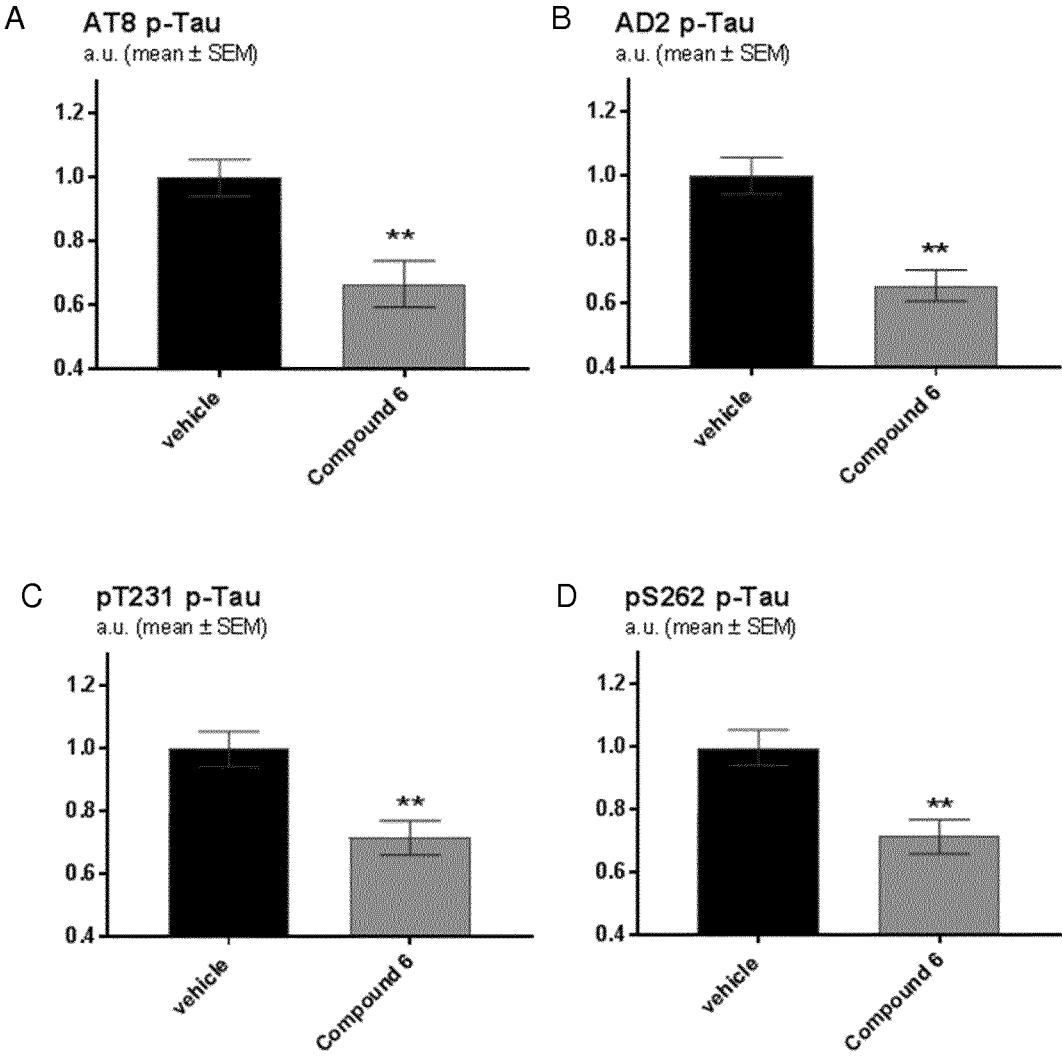 A
AT8 p-Tau
a.u. (mean ± SEM)
1.2
1.0
0.8
0.6
0.4
**
vehicle
Compound 6
B
AD2 p-Tau
a.u. (mean ± SEM)
1.2
1.0
0.8
0.6
0.4
**
vehicle
Compound 6
C
pT231 p-Tau
a.u. (mean ± SEM)
1.2
1.0
0.8
0.6
0.4
**
vehicle
Compound 6
D
pS262 p-Tau
a.u. (mean ± SEM)
1.2
1.0
0.8
0.6
0.4
**
vehicle
Compound 6